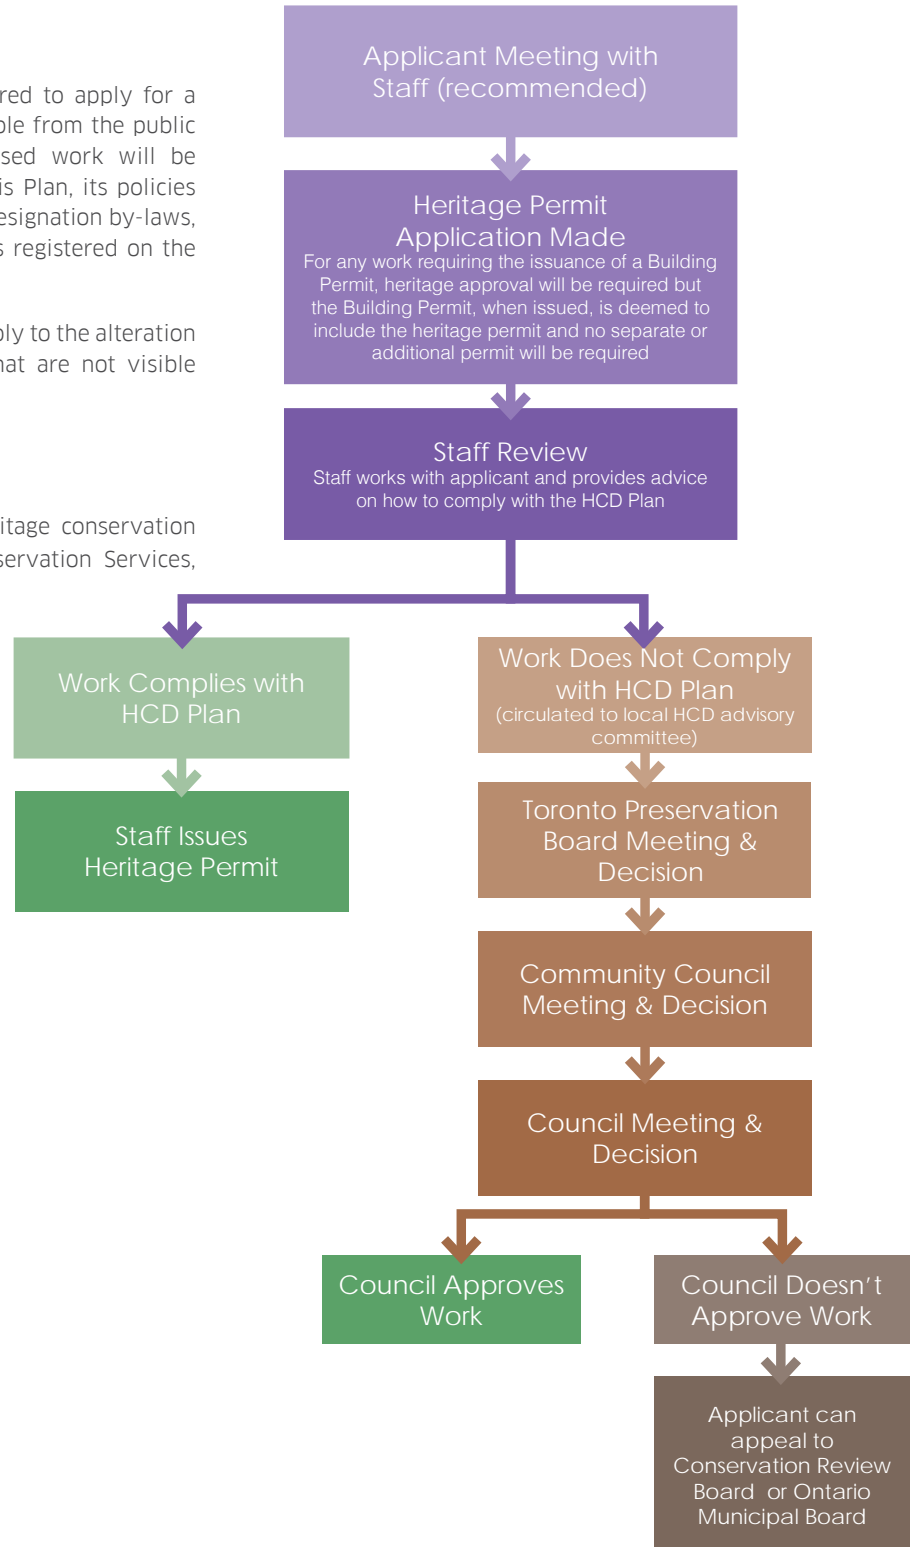 red to apply for a
ble from the public
sed work will be
is Plan, its policies
esignation by-laws,
s registered on the
ply to the alteration
hat are not visible
itage conservation
servation Services,
Applicant Meeting with
Staff (recommended)
Heritage Permit
Application Made
For any work requiring the issuance of a Building
Permit, heritage approval will be required but
the Building Permit, when issued, is deemed to
include the heritage permit and no separate or
additional permit will be required
Staff Review
Staff works with applicant and provides advice
on how to comply with the HCD Plan
Work Complies with
HCD Plan
Staff Issues
Heritage Permit
Work Does Not Comply
with HCD Plan
(circulated to local HCD advisory
committee)
Toronto Preservation
Board Meeting &
Decision
Community Council
Meeting & Decision
Council Meeting &
Decision
Council Approves
Work
Council Doesn't
Approve Work
Applicant can
appeal to
Conservation Review
Board or Ontario
Municipal Board